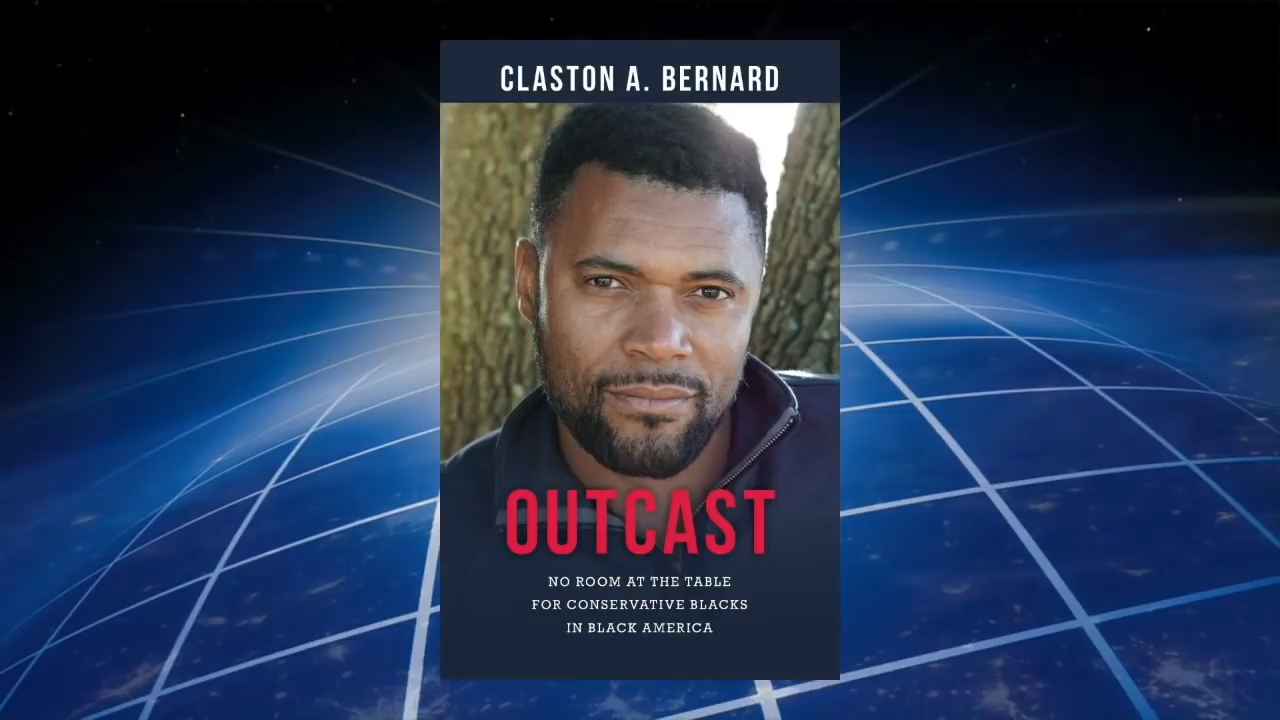 CLASTON A. BERNARD
OUTCAST
NO ROOM AT THE TABLE
FOR CONSERVATIVE BLACKS
IN BLACK AMERICA